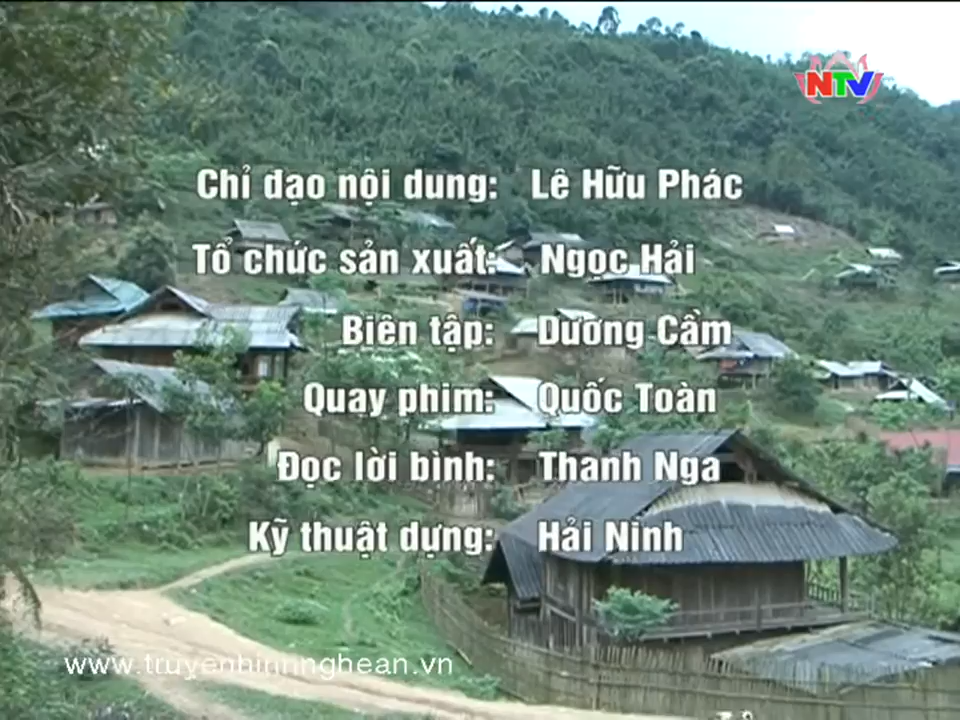 NTV
Chỉ đạo nội dung: Lê Hữu Phác
Tổ chức sản xuất: Ngọc Hải
Biên tập: Dương Cầm
Quay phim: Quốc Toàn
Đọc lời bình: Thanh Nga
Kỹ thuật dựng: Hải Ninh
www.truyenhinhnghean.vn